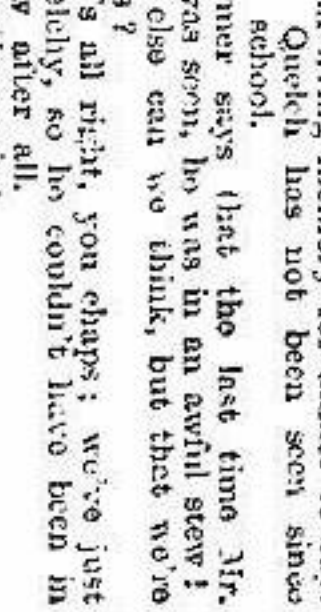 Quelch has not been seen since
school.
mer says that the last time Mr.
was seen, he was in an awful stew!
else can we think, but that we're
s?
s all right, you chaps; we've just
elchy, so he couldn't have been in
y after all.